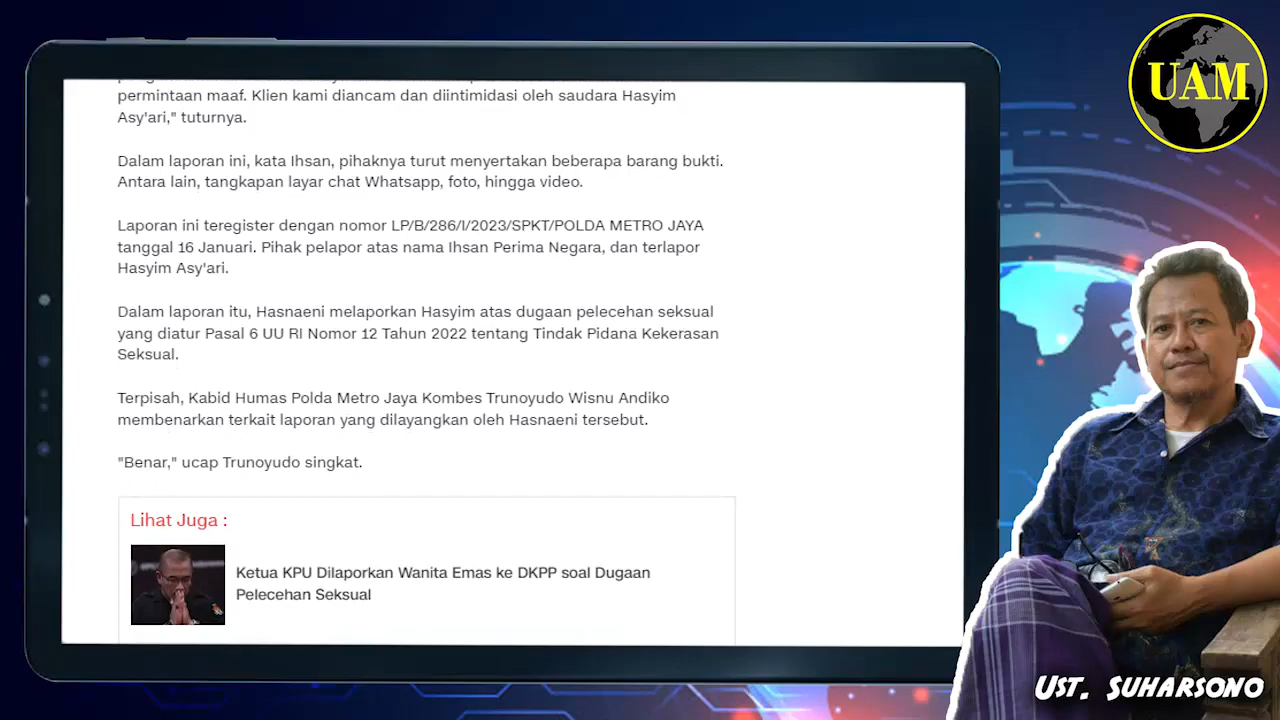 permintaan maaf. Klien kami diancam dan diintimidasi oleh saudara Hasyim
Asy'ari," tuturnya.
Dalam laporan ini, kata Ihsan, pihaknya turut menyertakan beberapa barang bukti.
Antara lain, tangkapan layar chat Whatsapp, foto, hingga video.
Laporan ini teregister dengan nomor LP/B/286/I/2023/SPKT/POLDA METRO JAYA
tanggal 16 Januari. Pihak pelapor atas nama Ihsan Perima Negara, dan terlapor
Hasyim Asy'ari.
Dalam laporan itu, Hasnaeni melaporkan Hasyim atas dugaan pelecehan seksual
yang diatur Pasal 6 UU RI Nomor 12 Tahun 2022 tentang Tindak Pidana Kekerasan
Seksual.
Terpisah, Kabid Humas Polda Metro Jaya Kombes Trunoyudo Wisnu Andiko
membenarkan terkait laporan yang dilayangkan oleh Hasnaeni tersebut.
"Benar," ucap Trunoyudo singkat.
Lihat Juga :
Ketua KPU Dilaporkan Wanita Emas ke DKPP soal Dugaan
Pelecehan Seksual
UAM
UST. SUHARSONO